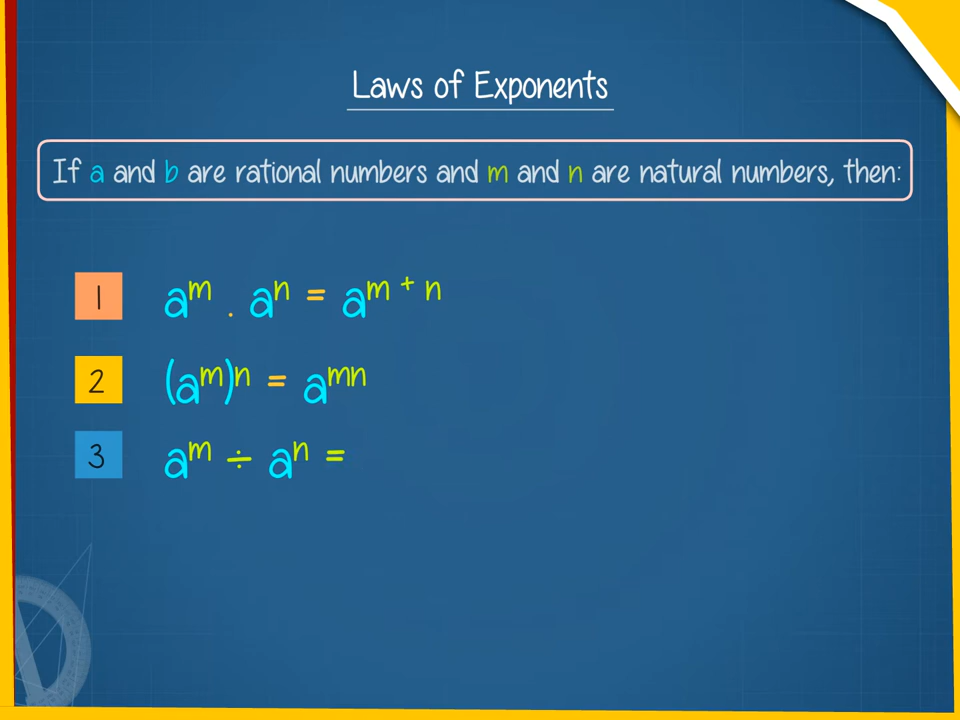 Laws of Exponents
If a and b are rational numbers and m and n are natural numbers, then:
1 aᵐ . aⁿ = aᵐ ⁺ ⁿ
2 (aᵐ)ⁿ = aᵐⁿ
3 aᵐ ÷ aⁿ =